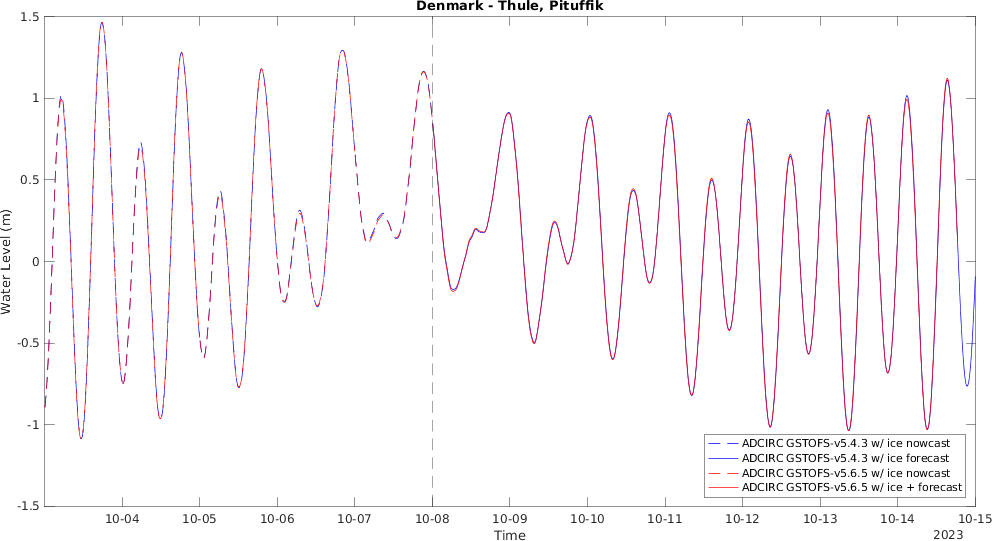 Denmark - Thule, Pituffik
Water Level (m)
1.5
1
0.5
0
-0.5
-1
-1.5
10-04 10-05 10-06 10-07 10-08 10-09 10-10 10-11 10-12 10-13 10-14 10-15
Time
2023
ADCIRC GSTOFS-v5.4.3 w/ ice nowcast
ADCIRC GSTOFS-v5.4.3 w/ ice forecast
ADCIRC GSTOFS-v5.6.5 w/ ice nowcast
ADCIRC GSTOFS-v5.6.5 w/ ice + forecast